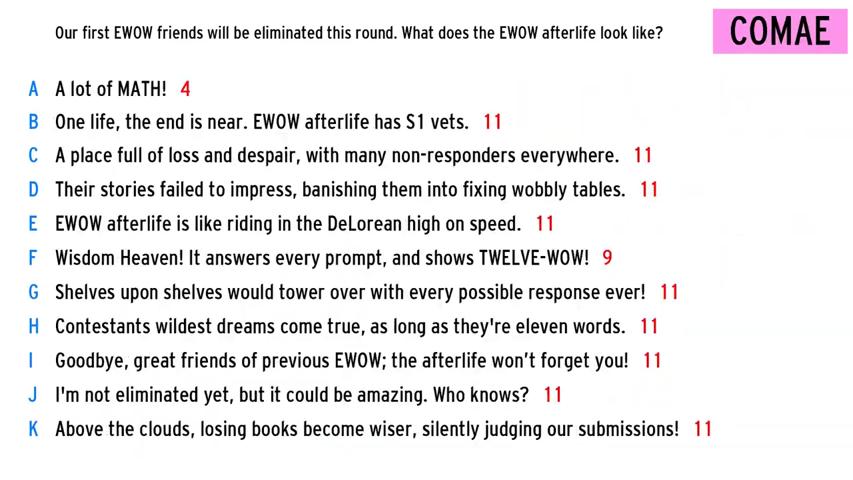 Our first EWOW friends will be eliminated this round. What does the EWOW afterlife look like?
COMAE
A A lot of MATH! 4
B One life, the end is near. EWOW afterlife has S1 vets. 11
C A place full of loss and despair, with many non-responders everywhere. 11
D Their stories failed to impress, banishing them into fixing wobbly tables. 11
E EWOW afterlife is like riding in the DeLorean high on speed. 11
F Wisdom Heaven! It answers every prompt, and shows TWELVE-WOW! 9
G Shelves upon shelves would tower over with every possible response ever! 11
H Contestants wildest dreams come true, as long as they're eleven words. 11
I Goodbye, great friends of previous EWOW; the afterlife won’t forget you! 11
J I'm not eliminated yet, but it could be amazing. Who knows? 11
K Above the clouds, losing books become wiser, silently judging our submissions! 11